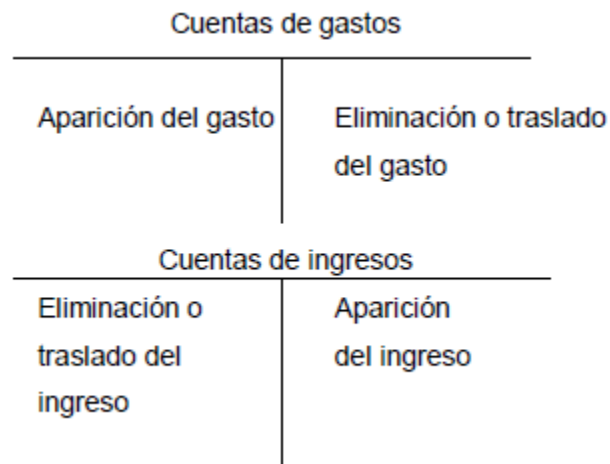 Cuentas de gastos
Aparición del gasto
Eliminación o traslado
del gasto
Cuentas de ingresos
Eliminación o
traslado del
ingreso
Aparición
del ingreso